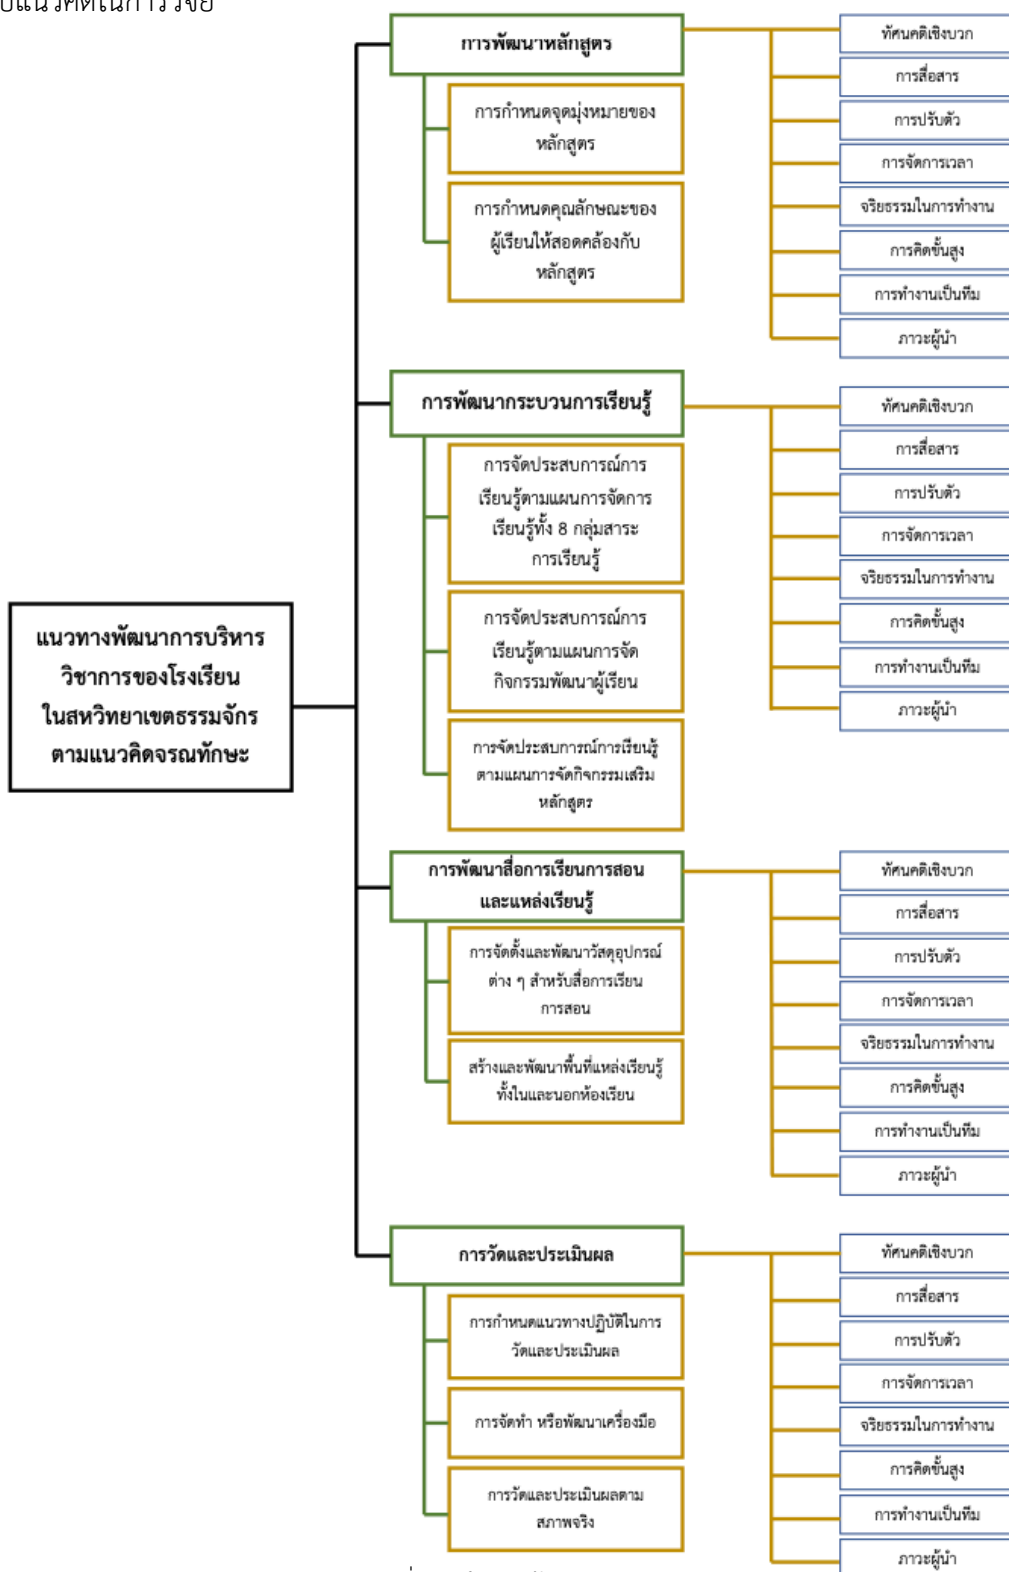 แนวคิดในการวิจัย
แนวทางพัฒนาการบริหาร
วิชาการของโรงเรียน
ในสหวิทยาเขตธรรมจักร
ตามแนวคิดจรณทักษะ
การพัฒนาหลักสูตร
การกำหนดจุดมุ่งหมายของ
หลักสูตร
การกำหนดคุณลักษณะของ
ผู้เรียนให้สอดคล้องกับ
หลักสูตร
ทัศนคติเชิงบวก
การสื่อสาร
การปรับตัว
การจัดการเวลา
จริยธรรมในการทำงาน
การคิดขั้นสูง
การทำงานเป็นทีม
ภาวะผู้นำ
การพัฒนากระบวนการเรียนรู้
การจัดประสบการณ์การ
เรียนรู้ตามแผนการจัดการ
เรียนรู้ทั้ง 8 กลุ่มสาระ
การเรียนรู้
การจัดประสบการณ์การ
เรียนรู้ตามแผนการจัด
กิจกรรมพัฒนาผู้เรียน
การจัดประสบการณ์การเรียนรู้
ตามแผนการจัดกิจกรรมเสริม
หลักสูตร
ทัศนคติเชิงบวก
การสื่อสาร
การปรับตัว
การจัดการเวลา
จริยธรรมในการทำงาน
การคิดขั้นสูง
การทำงานเป็นทีม
ภาวะผู้นำ
การพัฒนาสื่อการเรียนการสอน
และแหล่งเรียนรู้
การจัดตั้งและพัฒนาวัสดุอุปกรณ์
ต่าง ๆ สำหรับสื่อการเรียน
การสอน
สร้างและพัฒนาพื้นที่แหล่งเรียนรู้
ทั้งในและนอกห้องเรียน
ทัศนคติเชิงบวก
การสื่อสาร
การปรับตัว
การจัดการเวลา
จริยธรรมในการทำงาน
การคิดขั้นสูง
การทำงานเป็นทีม
ภาวะผู้นำ
การวัดและประเมินผล
การกำหนดแนวทางปฏิบัติในการ
วัดและประเมินผล
การจัดทำ หรือพัฒนาเครื่องมือ
การวัดและประเมินผลตาม
สภาพจริง
ทัศนคติเชิงบวก
การสื่อสาร
การปรับตัว
การจัดการเวลา
จริยธรรมในการทำงาน
การคิดขั้นสูง
การทำงานเป็นทีม
ภาวะผู้นำ